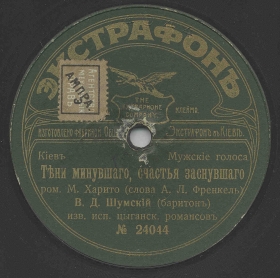 ЭКСТРАФОНЪ
АМПРА
Кіевъ Мужскіе голоса
Тѣни минувшаго, счастья заснувшаго
ром. М. Харито (слова А. Л. Френкель)
В. Д. Шумскій (баритонъ)
изв. исп. цыганск. романсовъ
№ 24044